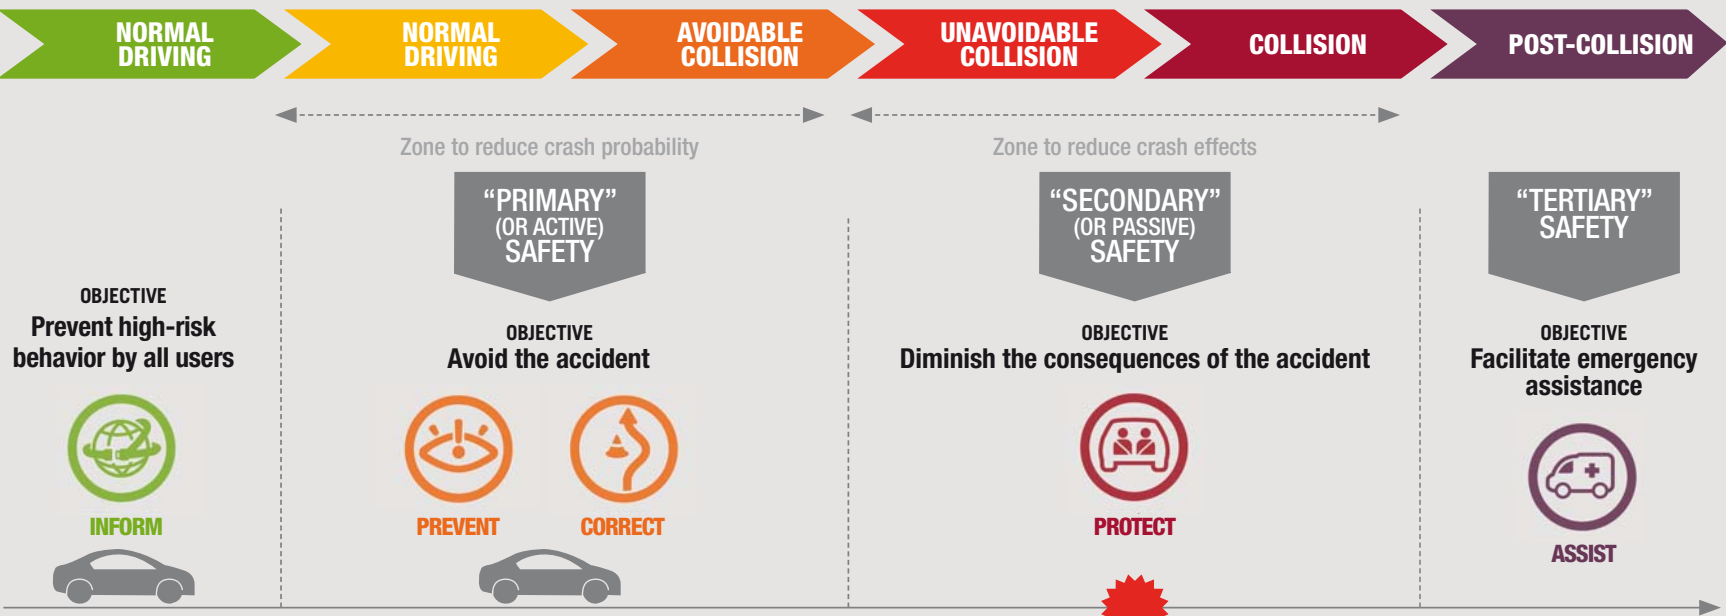 NORMAL
DRIVING
NORMAL
DRIVING
AVOIDABLE
COLLISION
UNAVOIDABLE
COLLISION
COLLISION
POST-COLLISION
Zone to reduce crash probability
Zone to reduce crash effects
“PRIMARY”
(OR ACTIVE)
SAFETY
“SECONDARY”
(OR PASSIVE)
SAFETY
“TERTIARY”
SAFETY
OBJECTIVE
Prevent high-risk
behavior by all users
OBJECTIVE
Avoid the accident
OBJECTIVE
Diminish the consequences of the accident
OBJECTIVE
Facilitate emergency
assistance
INFORM
PREVENT
CORRECT
PROTECT
ASSIST